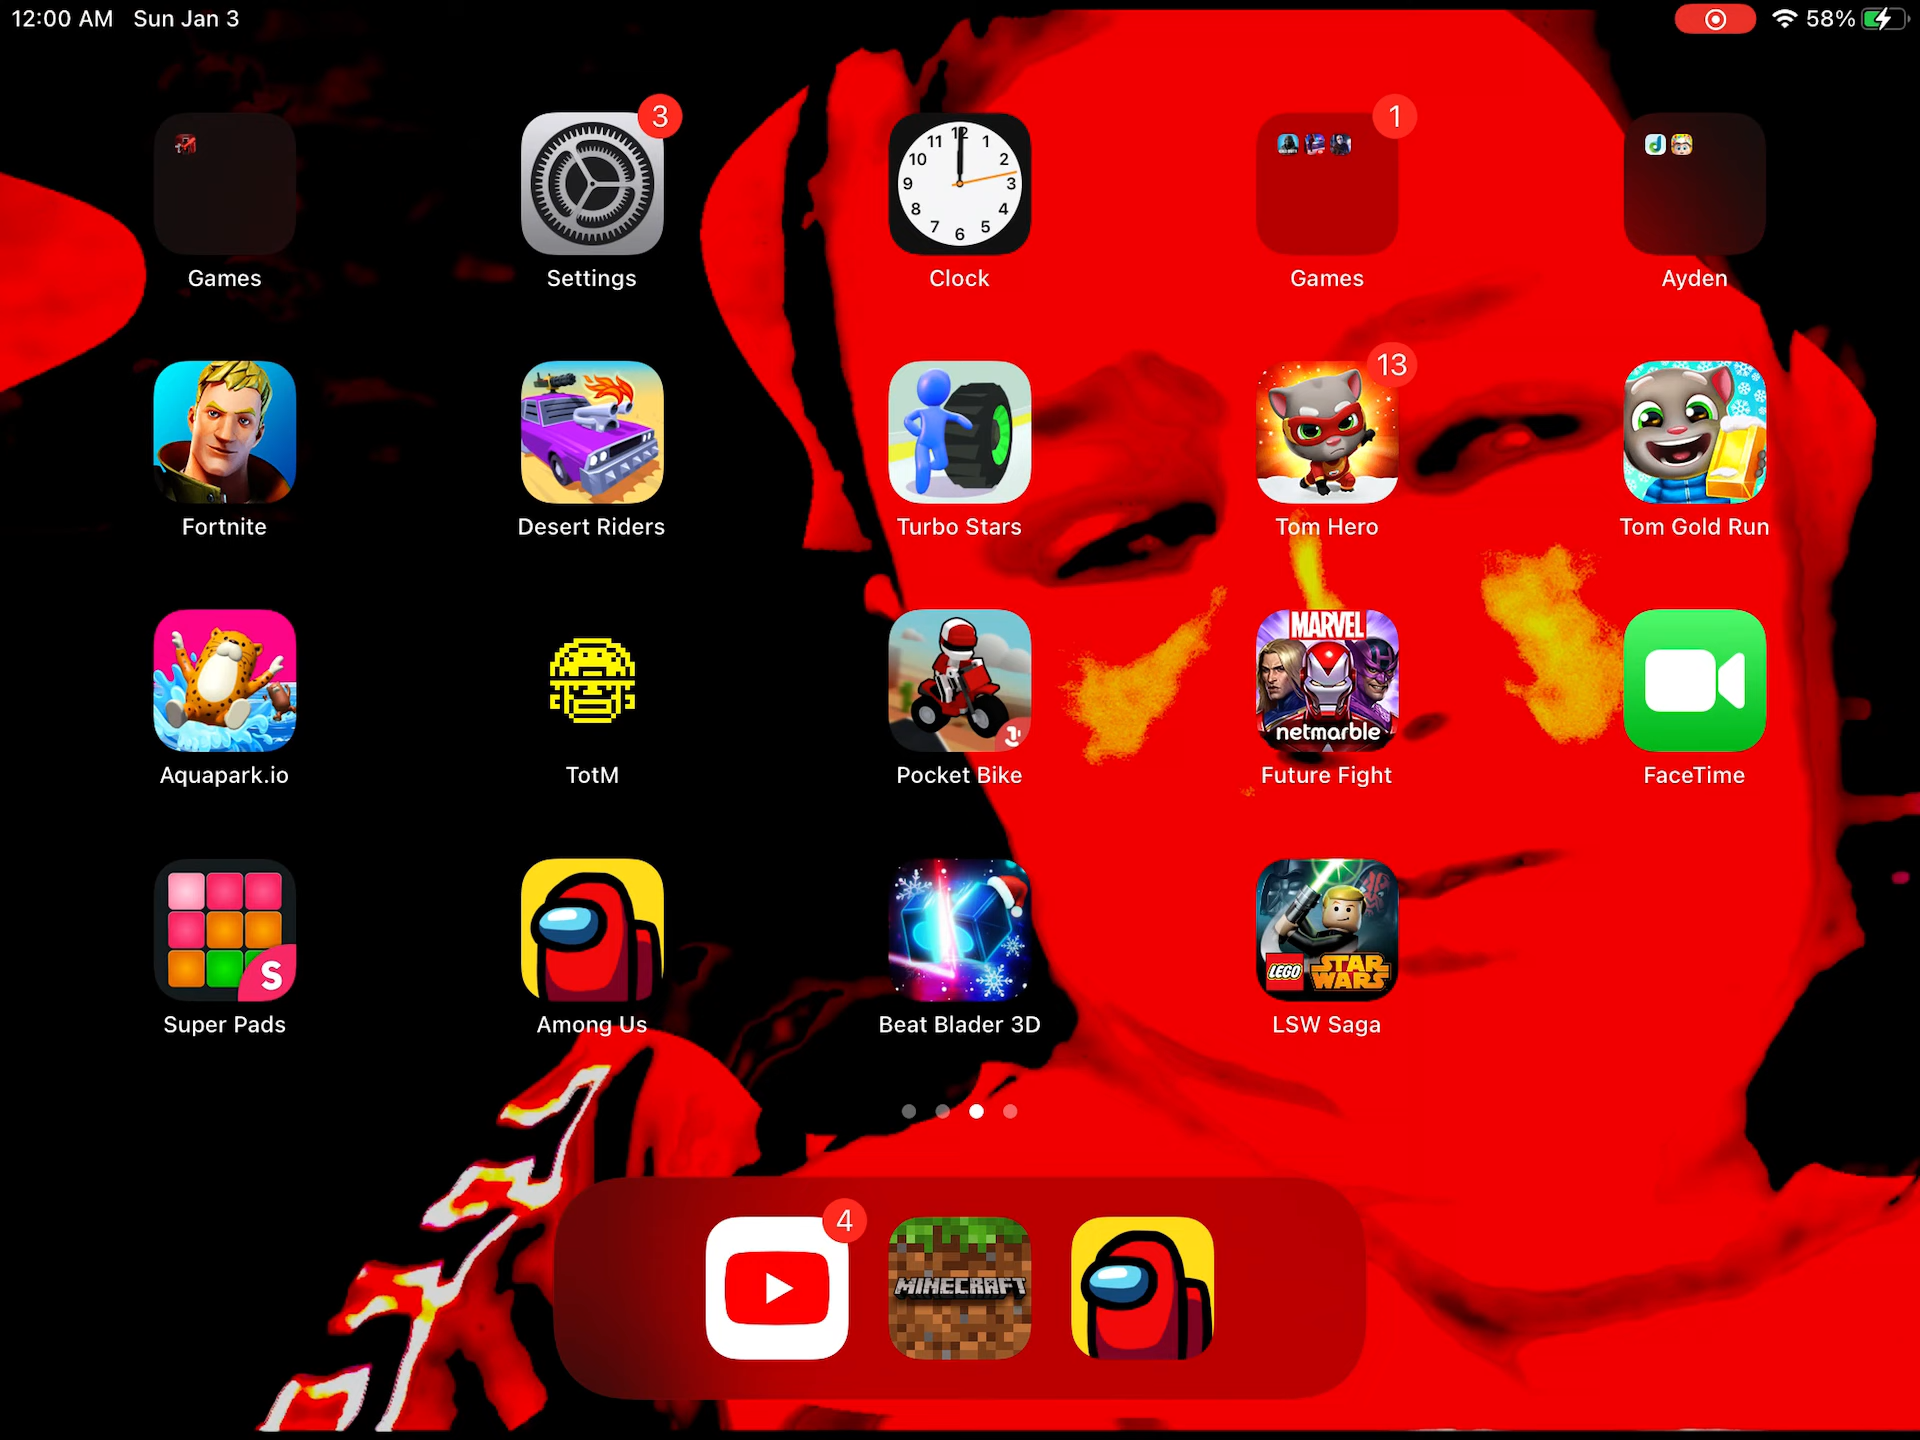 12:00 AM Sun Jan 3
58%
3
1
Games
Settings
Clock
Games
Ayden
13
Fortnite
Desert Riders
Turbo Stars
Tom Hero
Tom Gold Run
MARVEL
netmarble
Aquapark.io
TotM
Pocket Bike
Future Fight
FaceTime
S
LEGO STAR WARS
Super Pads
Among Us
Beat Blader 3D
LSW Saga
4
MINECRAFT